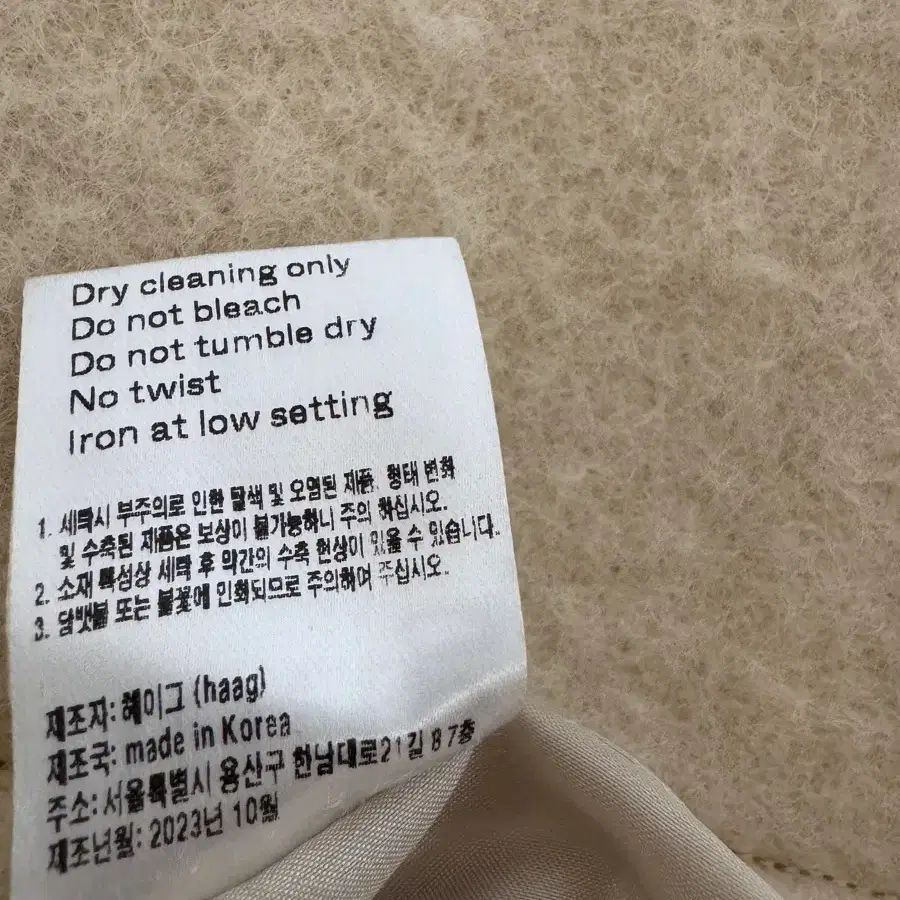 Dry cleaning only
Do not bleach
Do not tumble dry
No twist
Iron at low setting
1. 세탁시 부주의로 인한 탈색 및 오염된 제품, 형태 변화
및 수축된 제품은 보상이 불가능하니 주의 하십시오.
2. 소재 특성상 세탁 후 약간의 수축 현상이 있을 수 있습니다.
3. 담뱃불 또는 불꽃에 인화되므로 주의하여 주십시오.
제조자: 헤이그 (haag)
제조국: made in Korea
주소: 서울특별시 용산구 한남대로21길 8 7층
제조년월: 2023년 10월